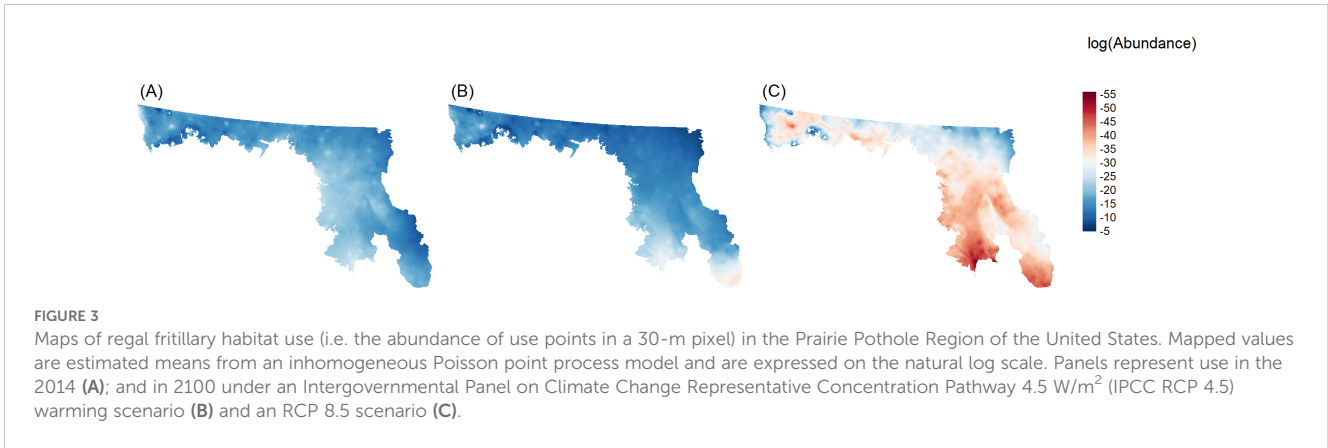 log(Abundance)
(A)
(B)
(C)
-55
-50
-45
-40
-35
-30
-25
-20
-15
-10
-5
FIGURE 3
Maps of regal fritillary habitat use (i.e. the abundance of use points in a 30-m pixel) in the Prairie Pothole Region of the United States. Mapped values
are estimated means from an inhomogeneous Poisson point process model and are expressed on the natural log scale. Panels represent use in the
2014 (A); and in 2100 under an Intergovernmental Panel on Climate Change Representative Concentration Pathway 4.5 W/m² (IPCC RCP 4.5)
warming scenario (B) and an RCP 8.5 scenario (C).